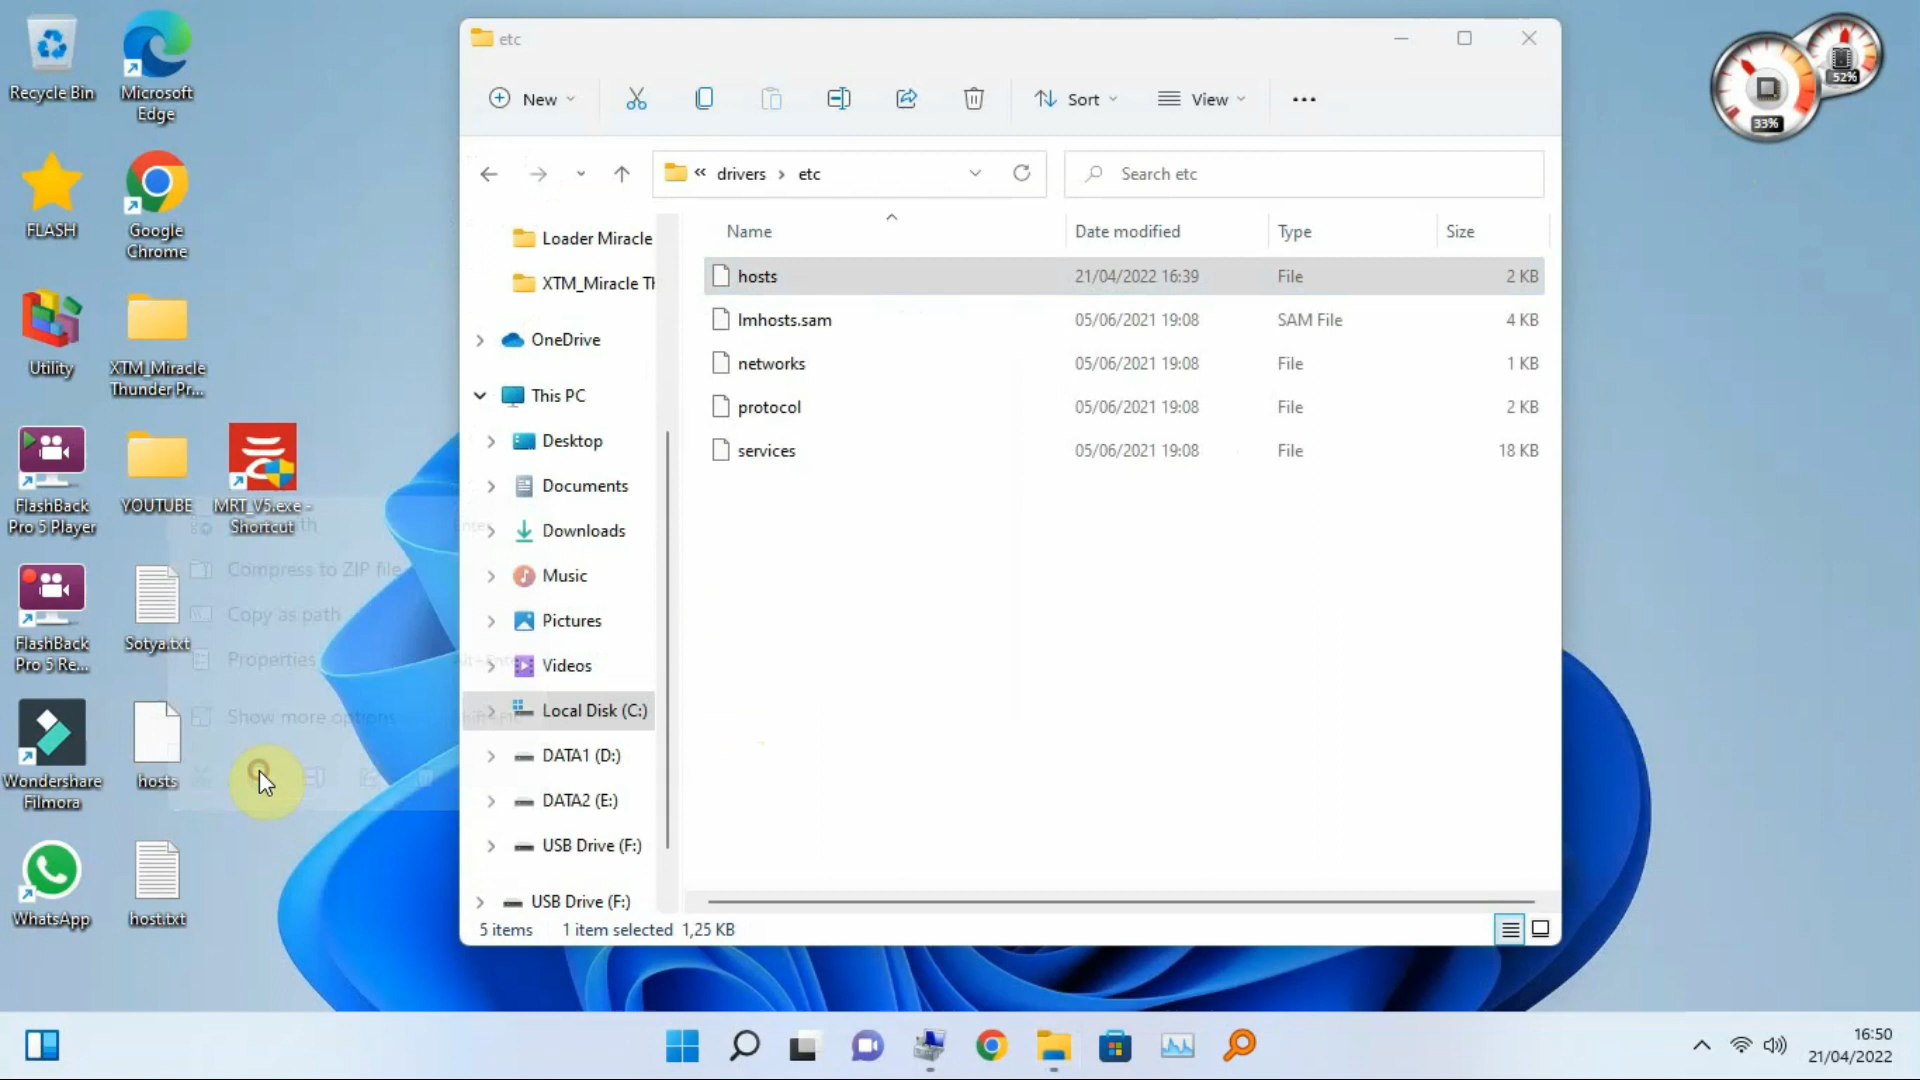 Recycle Bin
Microsoft
Edge
FLASH
Google
Chrome
Utility
XTM_Miracle
Thunder Pr...
FlashBack
Pro 5 Player
YOUTUBE
MRT_V5.exe -
Shortcut
FlashBack
Pro 5 Re...
Sotya.txt
Wondershare
Filmora
hosts
WhatsApp
host.txt
Compress to ZIP file
Copy as path
Properties
Show more options
etc
New
Sort
View
« drivers › etc
Search etc
Loader Miracle
XTM_Miracle Th
OneDrive
This PC
Desktop
Documents
Downloads
Music
Pictures
Videos
Local Disk (C:)
DATA1 (D:)
DATA2 (E:)
USB Drive (F:)
USB Drive (F:)
Name Date modified Type Size
hosts 21/04/2022 16:39 File 2 KB
lmhosts.sam 05/06/2021 19:08 SAM File 4 KB
networks 05/06/2021 19:08 File 1 KB
protocol 05/06/2021 19:08 File 2 KB
services 05/06/2021 19:08 File 18 KB
5 items 1 item selected 1,25 KB
52%
33%
16:50
21/04/2022